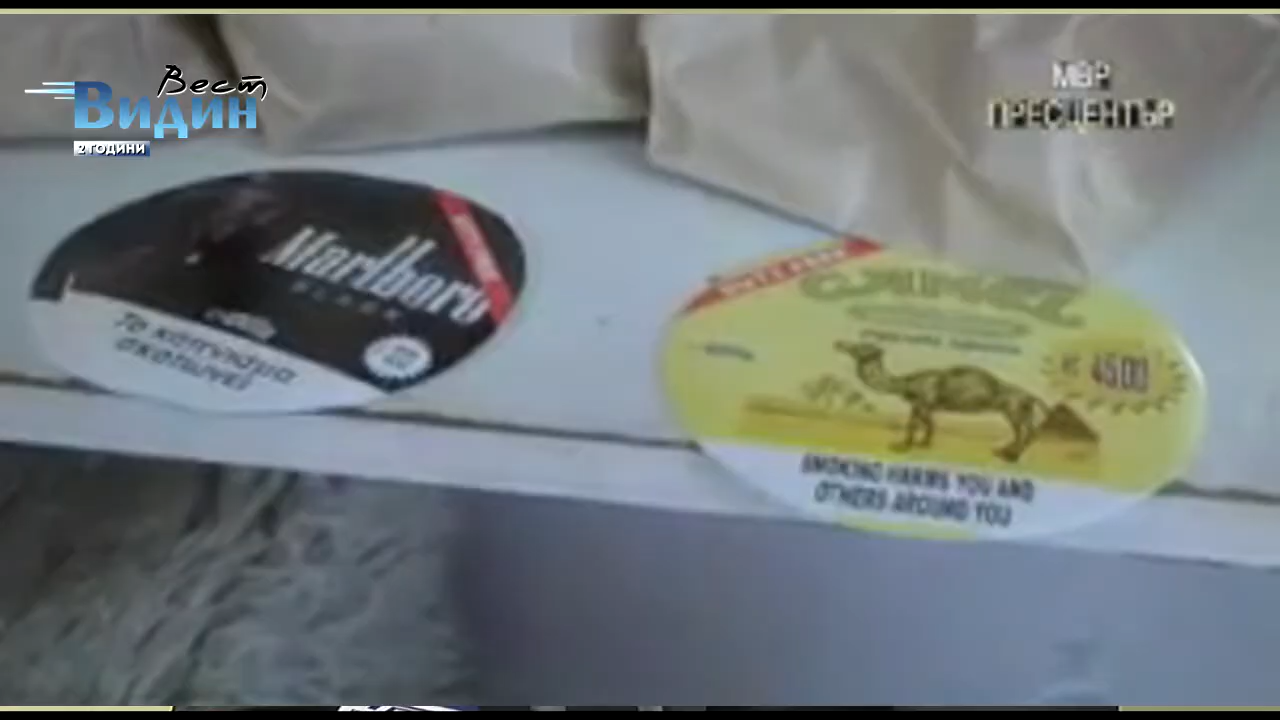 Вест
Видин
2 ГОДИНИ
МВР
ПРЕСЦЕНТЪР
Marlboro
Το κάπνισμα
σκοτώνει
CAMEL
4500
SMOKING HARMS YOU AND
OTHERS AROUND YOU